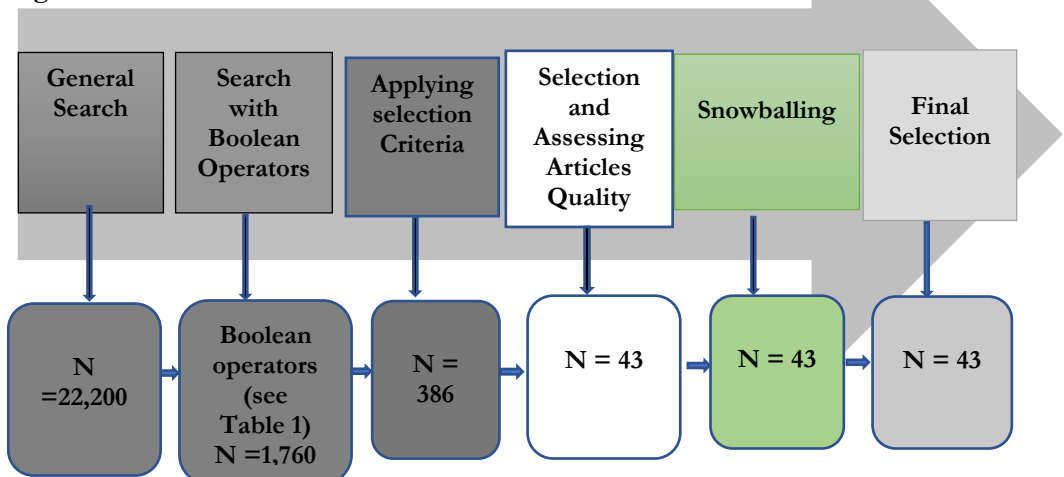 General
Search
Search
with
Boolean
Operators
Applying
selection
Criteria
Selection
and
Assessing
Articles
Quality
Snowballing
Final
Selection
N
=22,200
Boolean
operators
(see
Table 1)
N =1,760
N =
386
N = 43
N = 43
N = 43